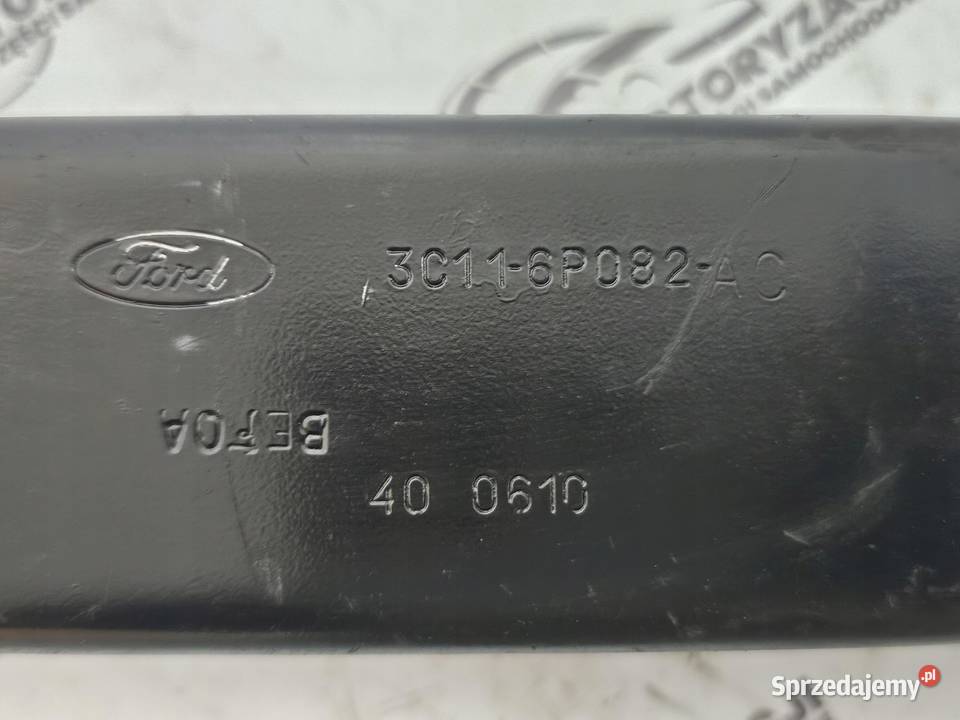 Ford 3C11-6P082-AC
BEFOA
40 0610
Sprzedajemy.pl